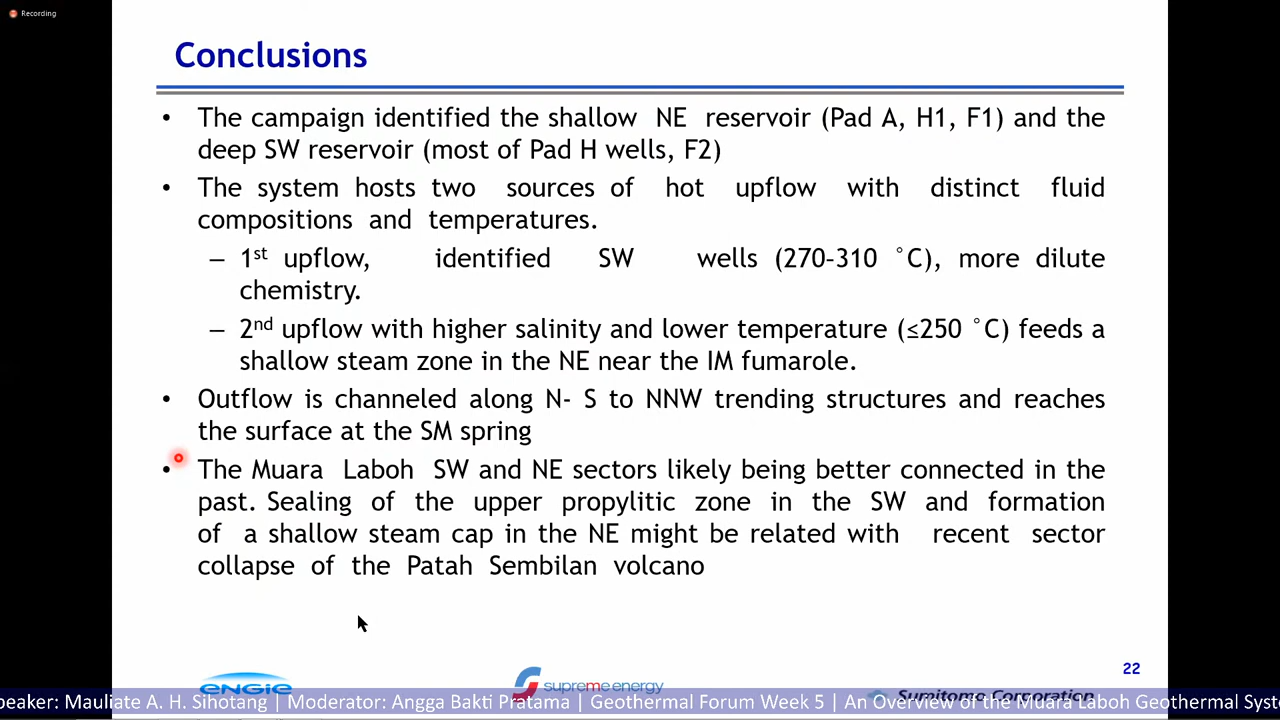 Recording
Conclusions
• The campaign identified the shallow NE reservoir (Pad A, H1, F1) and the
deep SW reservoir (most of Pad H wells, F2)
• The system hosts two sources of hot upflow with distinct fluid
compositions and temperatures.
– 1st upflow, identified SW wells (270-310 °C), more dilute
chemistry.
– 2nd upflow with higher salinity and lower temperature (≤250 °C) feeds a
shallow steam zone in the NE near the IM fumarole.
• Outflow is channeled along N- S to NNW trending structures and reaches
the surface at the SM spring
• The Muara Laboh SW and NE sectors likely being better connected in the
past. Sealing of the upper propylitic zone in the SW and formation
of a shallow steam cap in the NE might be related with recent sector
collapse of the Patah Sembilan volcano
22
ENGIE supreme energy Sumitomo Corporation
peaker: Mauliate A. H. Sihotang | Moderator: Angga Bakti Pratama | Geothermal Forum Week 5 | An Overview of the Muara Laboh Geothermal Syst